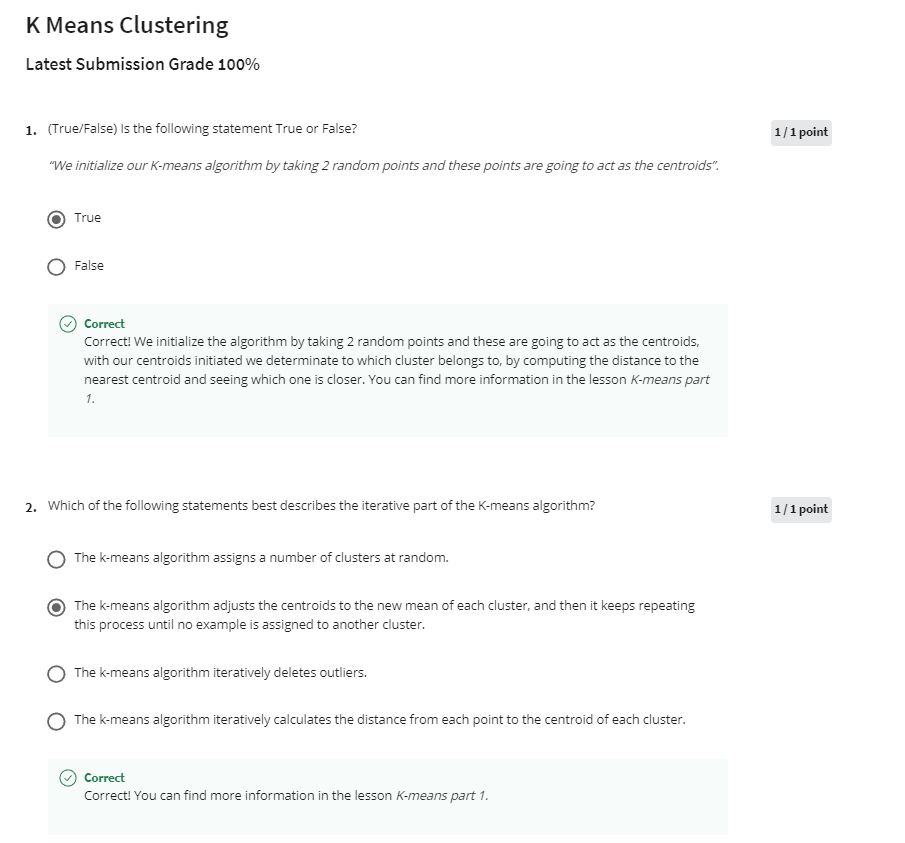 K Means Clustering
Latest Submission Grade 100%
1. (True/False) Is the following statement True or False?
1 / 1 point
"We initialize our K-means algorithm by taking 2 random points and these points are going to act as the centroids".
True
False
Correct
Correct! We initialize the algorithm by taking 2 random points and these are going to act as the centroids,
with our centroids initiated we determinate to which cluster belongs to, by computing the distance to the
nearest centroid and seeing which one is closer. You can find more information in the lesson K-means part
1.
2. Which of the following statements best describes the iterative part of the K-means algorithm?
1 / 1 point
The k-means algorithm assigns a number of clusters at random.
The k-means algorithm adjusts the centroids to the new mean of each cluster, and then it keeps repeating
this process until no example is assigned to another cluster.
The k-means algorithm iteratively deletes outliers.
The k-means algorithm iteratively calculates the distance from each point to the centroid of each cluster.
Correct
Correct! You can find more information in the lesson K-means part 1.